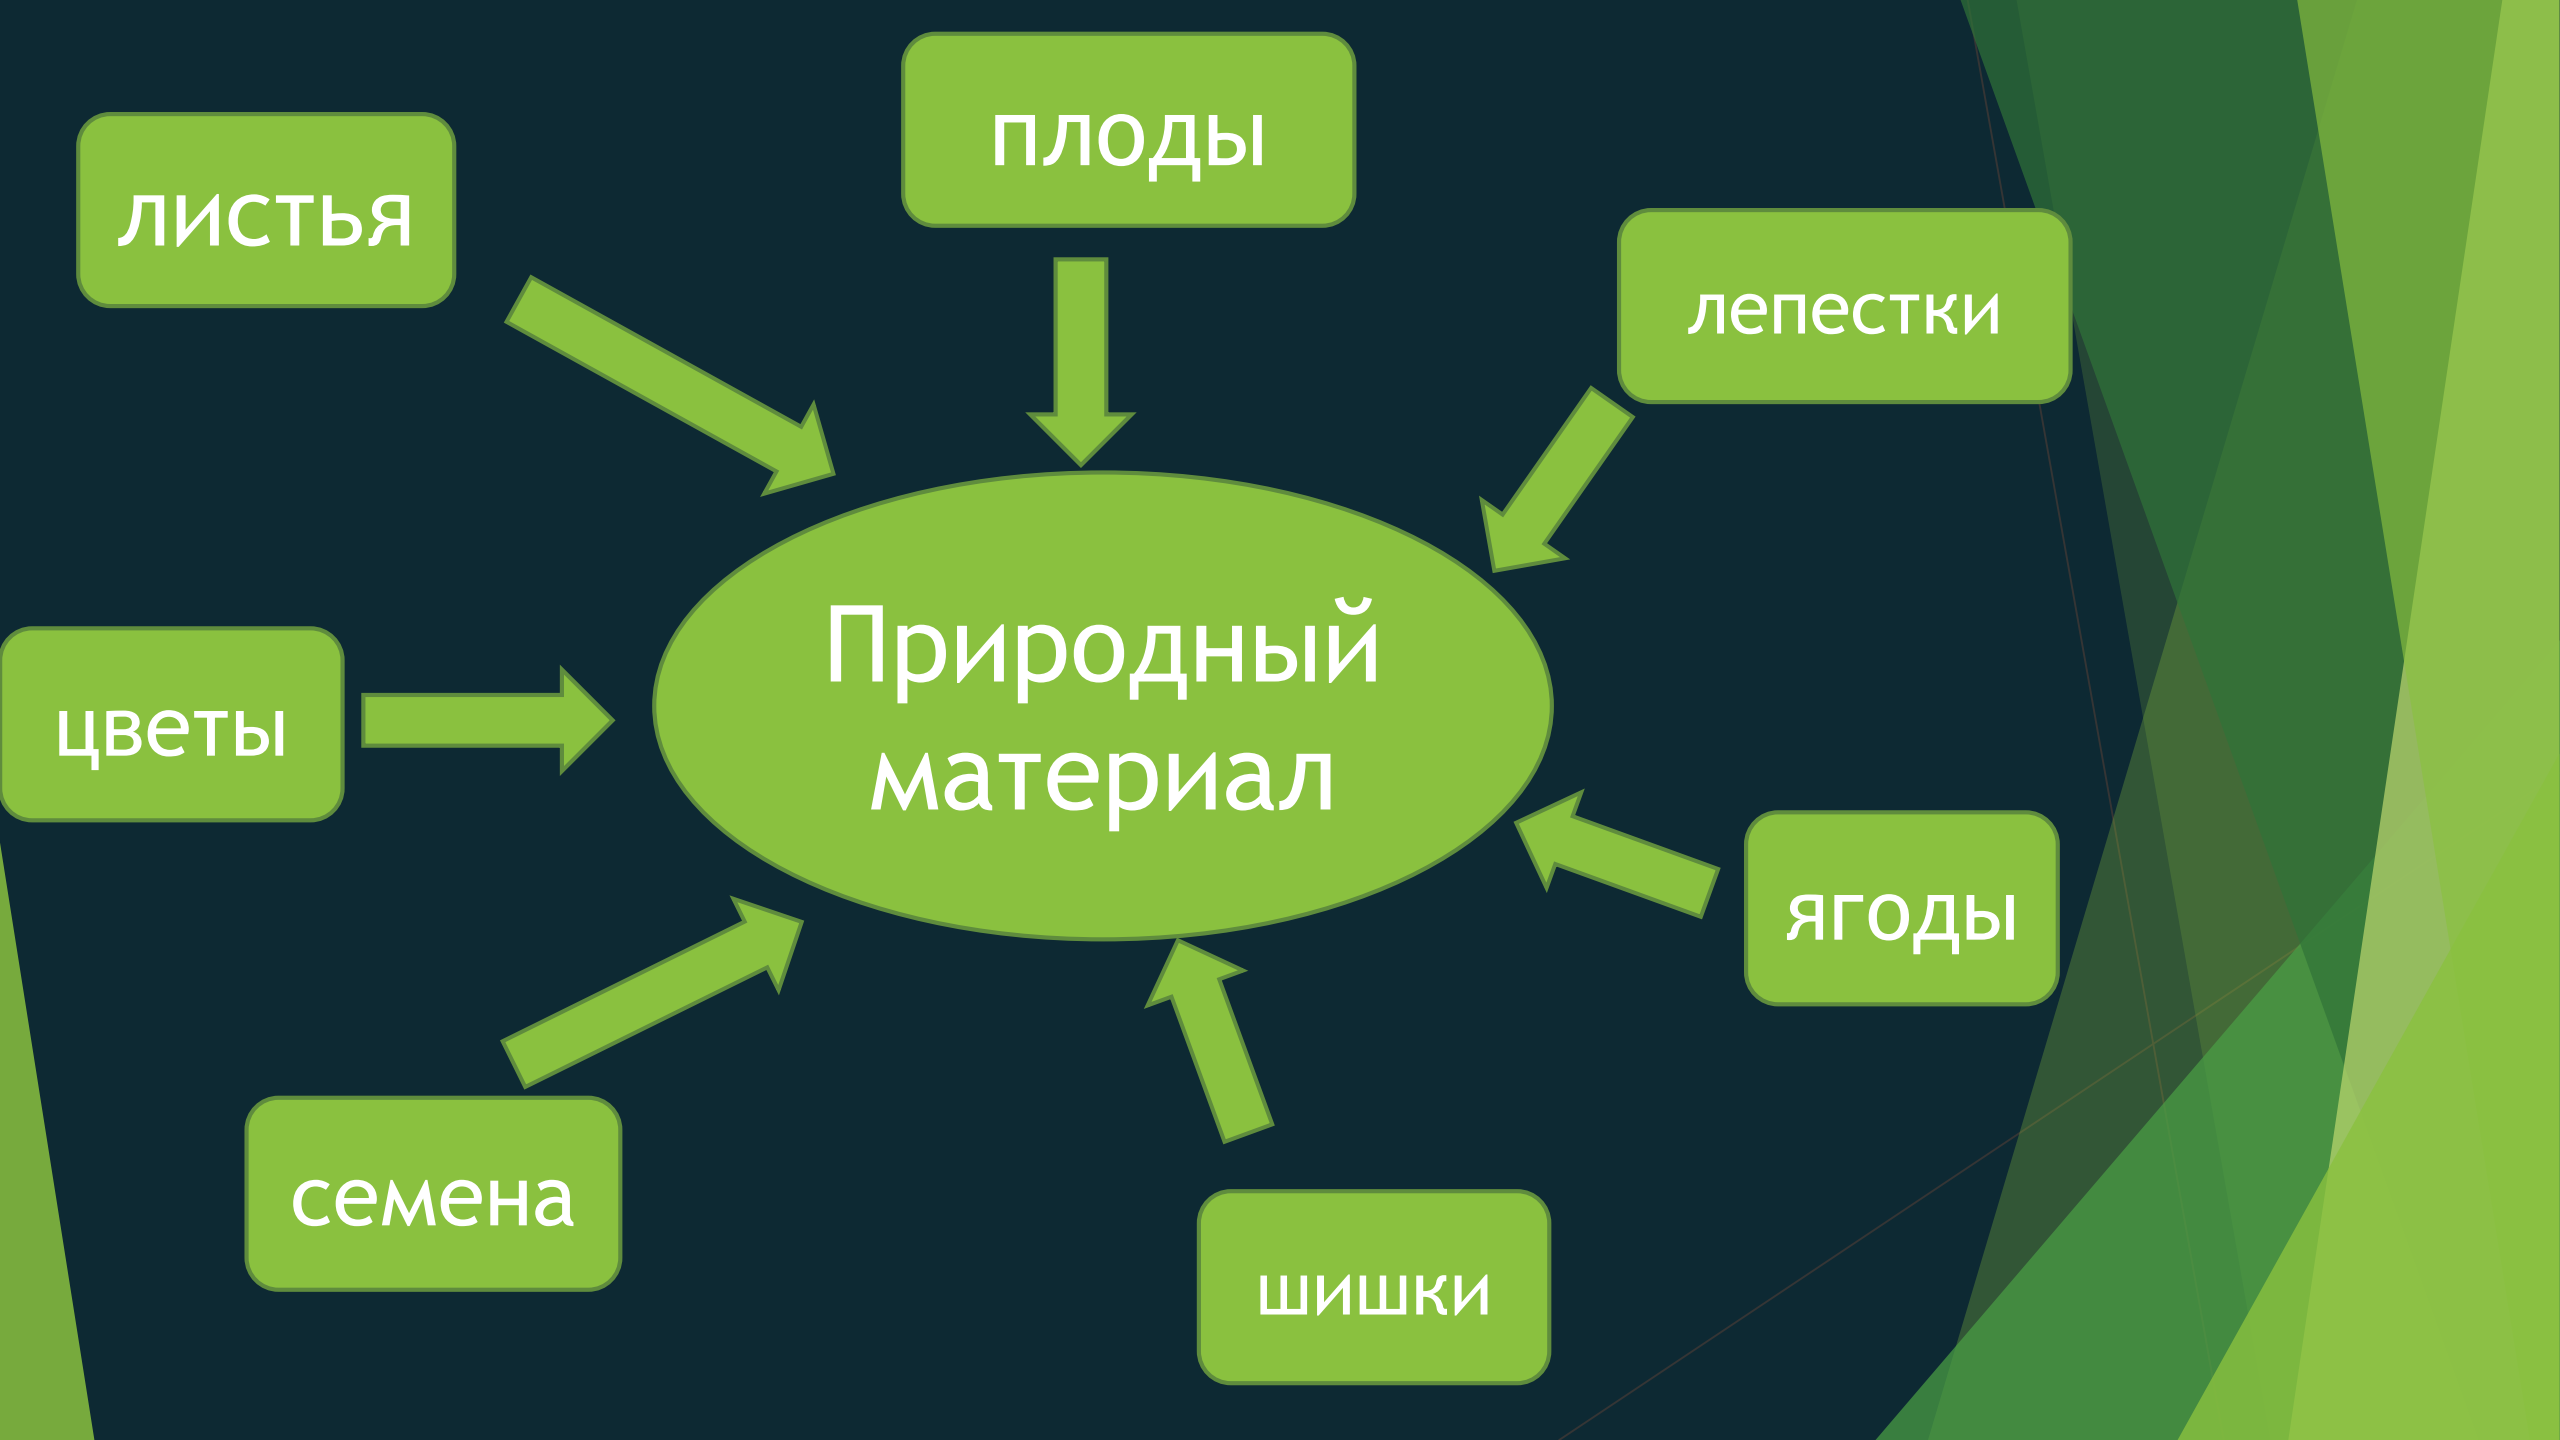 плоды
листья
лепестки
Природный
материал
цветы
ягоды
семена
шишки